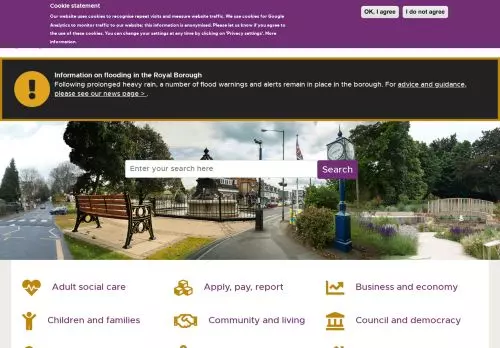 Cookie statement
Our website uses cookies to recognise repeat visits and measure website traffic. We use cookies for Google
Analytics to monitor traffic to our website; this information is anonymised. Please let us know if you agree to
the use of these cookies. You can change your settings at any time by clicking on 'Privacy settings'. More
information.
OK, I agree
I do not agree
Information on flooding in the Royal Borough
Following prolonged heavy rain, a number of flood warnings and alerts remain in place in the borough. For advice and guidance,
please see our news page > .
Enter your search here
Search
Adult social care
Apply, pay, report
Business and economy
Children and families
Community and living
Council and democracy